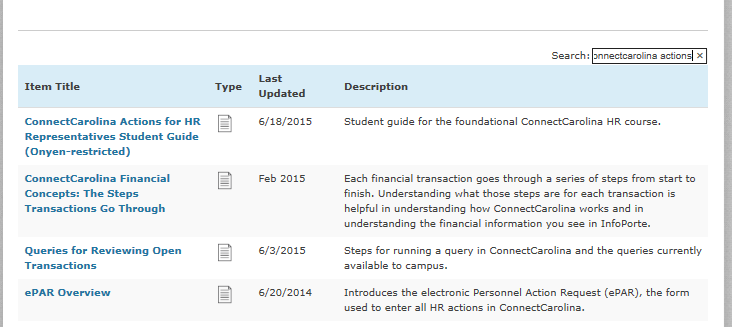 Search: onnectcarolina actions ×
Item Title Type Last Updated Description
ConnectCarolina Actions for HR
Representatives Student Guide
(Onyen-restricted)
6/18/2015
Student guide for the foundational ConnectCarolina HR course.
ConnectCarolina Financial
Concepts: The Steps
Transactions Go Through
Feb 2015
Each financial transaction goes through a series of steps from start to
finish. Understanding what those steps are for each transaction is
helpful in understanding how ConnectCarolina works and in
understanding the financial information you see in InfoPorte.
Queries for Reviewing Open
Transactions
6/3/2015
Steps for running a query in ConnectCarolina and the queries currently
available to campus.
ePAR Overview
6/20/2014
Introduces the electronic Personnel Action Request (ePAR), the form
used to enter all HR actions in ConnectCarolina.